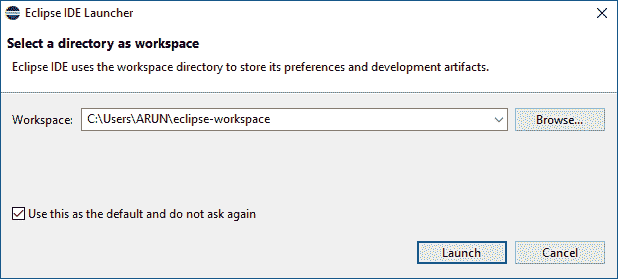 Eclipse IDE Launcher
Select a directory as workspace
Eclipse IDE uses the workspace directory to store its preferences and development artifacts.
Workspace: C:\Users\ARUN\eclipse-workspace Browse...
Use this as the default and do not ask again
Launch Cancel